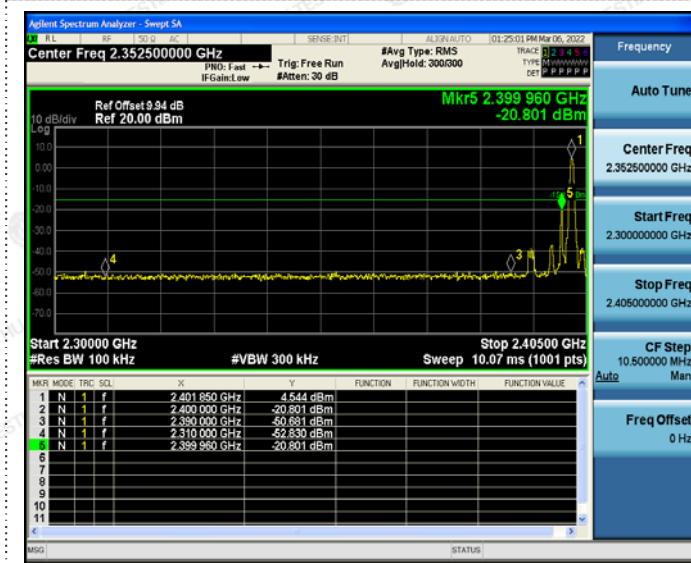 Agilent Spectrum Analyzer - Swept SA
RL RF 50 Ω AC SENSE:INT ALIGN AUTO 01:25:01 PM Mar 06, 2022
Center Freq 2.352500000 GHz
PNO: Fast
IFGain:Low
Trig: Free Run
#Atten: 30 dB
#Avg Type: RMS
Avg|Hold: 300/300
TRACE 1 2 3 4 5 6
TYPE M W W W W W
DET P P P P P P
Ref Offset 9.94 dB
10 dB/div Ref 20.00 dBm
Log
Mkr5 2.399 960 GHz
-20.801 dBm
10.0
0.00
-10.0
-20.0
-30.0
-40.0
-50.0
-60.0
-70.0
1
5
4
3
Start 2.30000 GHz Stop 2.40500 GHz
#Res BW 100 kHz #VBW 300 kHz Sweep 10.07 ms (1001 pts)
MKR MODE TRC SCL X Y FUNCTION FUNCTION WIDTH FUNCTION VALUE
1 N 1 f 2.401 850 GHz 4.544 dBm
2 N 1 f 2.400 000 GHz -20.801 dBm
3 N 1 f 2.390 000 GHz -50.681 dBm
4 N 1 f 2.310 000 GHz -52.830 dBm
5 N 1 f 2.399 960 GHz -20.801 dBm
6
7
8
9
10
11
MSG STATUS
Frequency
Auto Tune
Center Freq
2.352500000 GHz
Start Freq
2.300000000 GHz
Stop Freq
2.405000000 GHz
CF Step
10.500000 MHz
Auto Man
Freq Offset
0 Hz